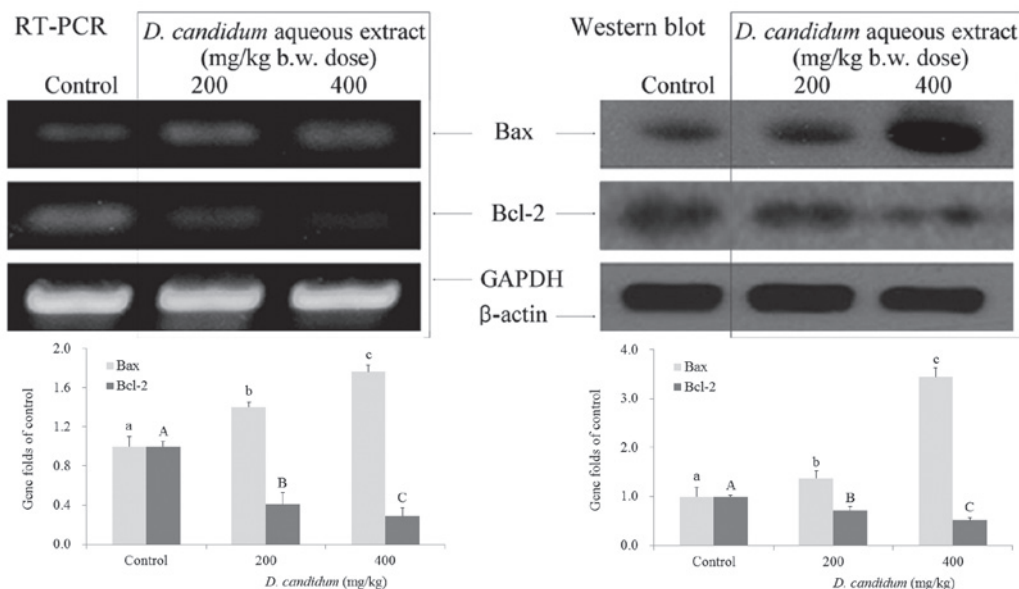 RT-PCR
D. candidum aqueous extract
(mg/kg b.w. dose)
Control 200 400
Western blot
D. candidum aqueous extract
(mg/kg b.w. dose)
Control 200 400
Bax
Bcl-2
GAPDH
β-actin
2.0
1.6
1.2
0.8
0.4
0.0
Gene folds of control
Bax
Bcl-2
a A
b B
c C
Control 200 400
D. candidum (mg/kg)
4.0
3.0
2.0
1.0
0.0
Gene folds of control
Bax
Bcl-2
a A
b B
c C
Control 200 400
D. candidum (mg/kg)